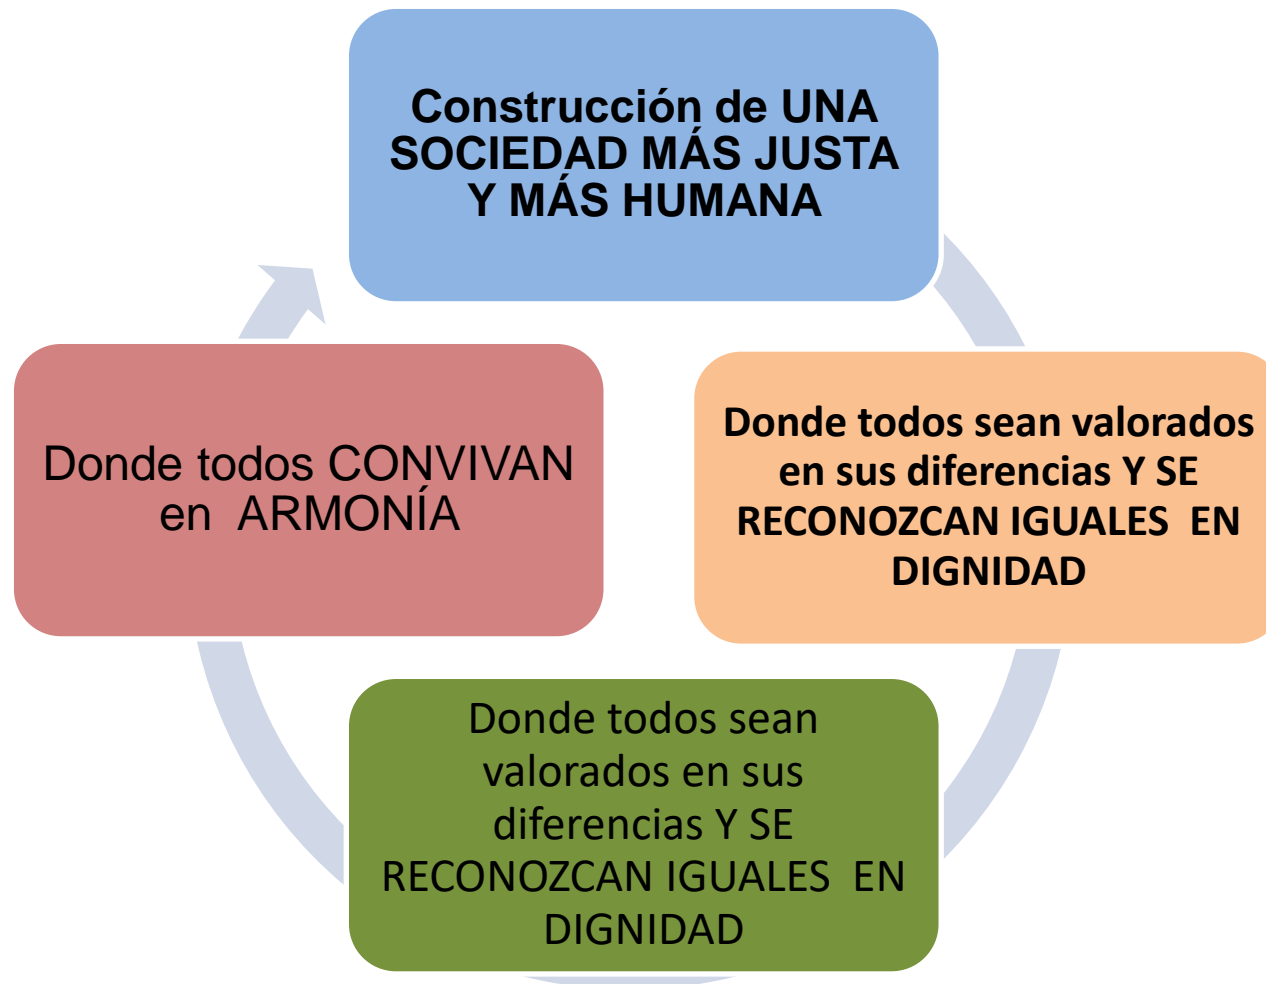 Construcción de UNA
SOCIEDAD MÁS JUSTA
Y MÁS HUMANA
Donde todos sean valorados
en sus diferencias Y SE
RECONOZCAN IGUALES EN
DIGNIDAD
Donde todos sean
valorados en sus
diferencias Y SE
RECONOZCAN IGUALES EN
DIGNIDAD
Donde todos CONVIVAN
en ARMONÍA